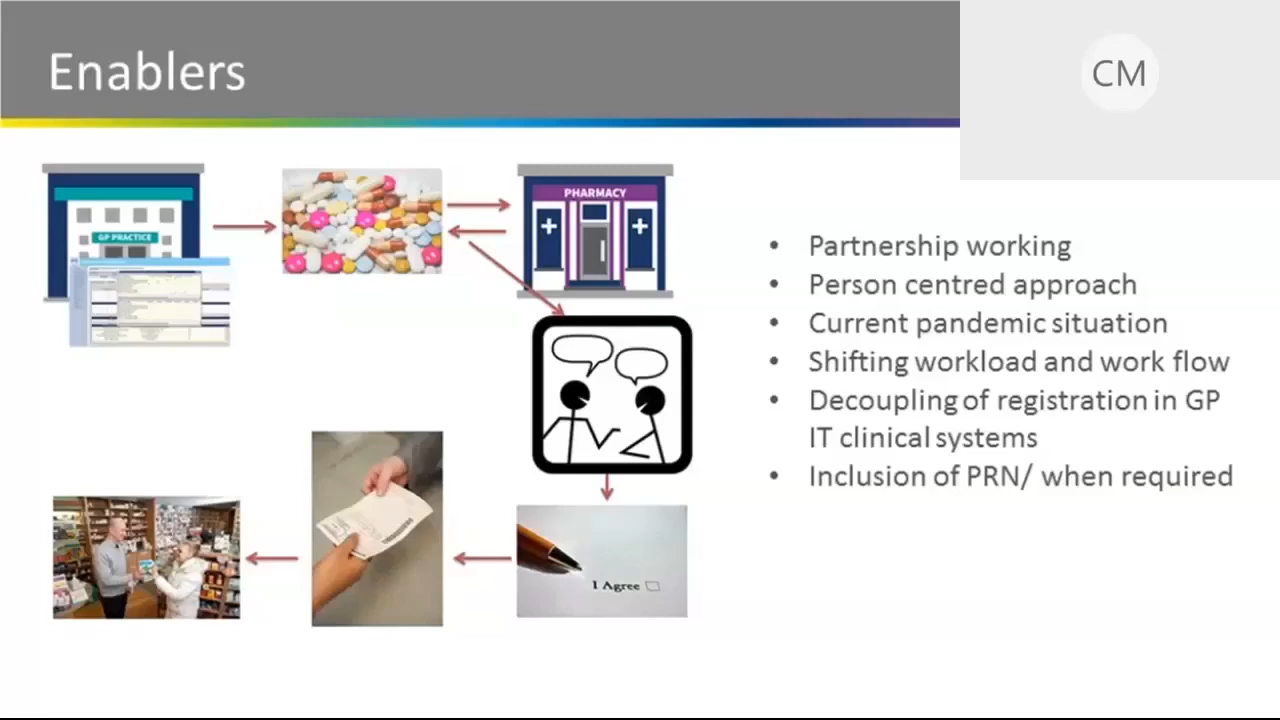 Enablers
CM
GP PRACTICE
PHARMACY
• Partnership working
• Person centred approach
• Current pandemic situation
• Shifting workload and work flow
• Decoupling of registration in GP
IT clinical systems
• Inclusion of PRN/ when required
I Agree